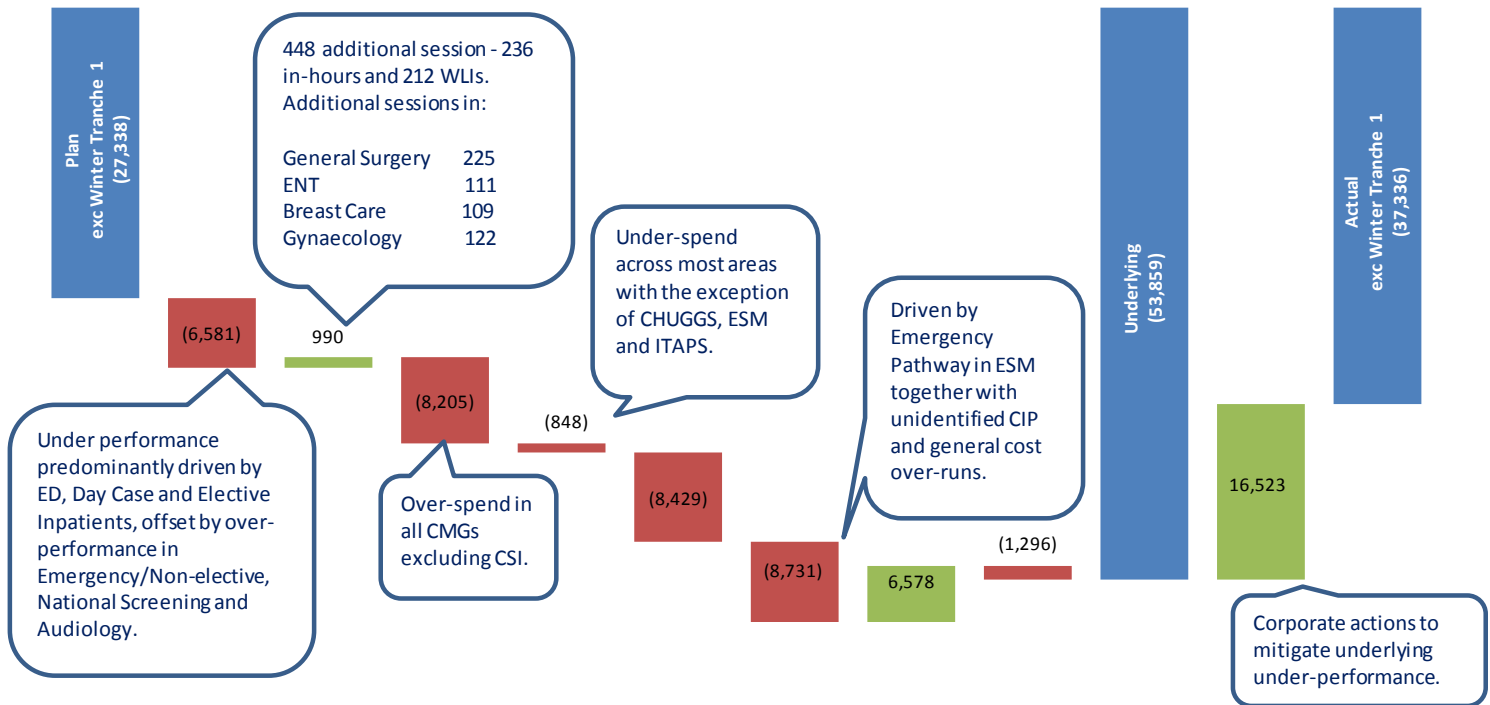 Plan
exc Winter Tranche 1
(27,338)
448 additional session - 236
in-hours and 212 WLIs.
Additional sessions in:
General Surgery 225
ENT 111
Breast Care 109
Gynaecology 122
Under-spend
across most areas
with the exception
of CHUGGS, ESM
and ITAPS.
Driven by
Emergency
Pathway in ESM
together with
unidentified CIP
and general cost
over-runs.
Underlying
(53,859)
Actual
exc Winter Tranche 1
(37,336)
(6,581)
990
(8,205)
(848)
(8,429)
(8,731)
6,578
(1,296)
16,523
Under performance
predominantly driven by
ED, Day Case and Elective
Inpatients, offset by over-
performance in
Emergency/Non-elective,
National Screening and
Audiology.
Over-spend in
all CMGs
excluding CSI.
Corporate actions to
mitigate underlying
under-performance.